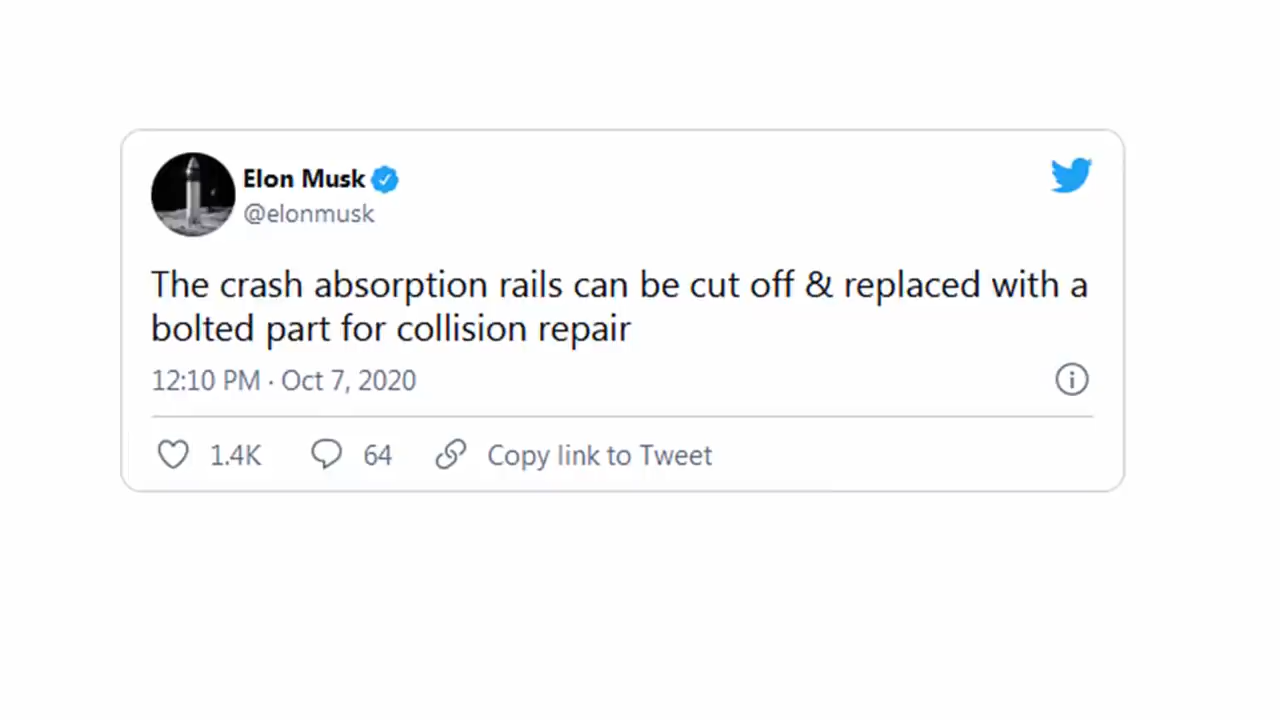 Elon Musk
@elonmusk
The crash absorption rails can be cut off & replaced with a
bolted part for collision repair
12:10 PM · Oct 7, 2020
1.4K 64 Copy link to Tweet